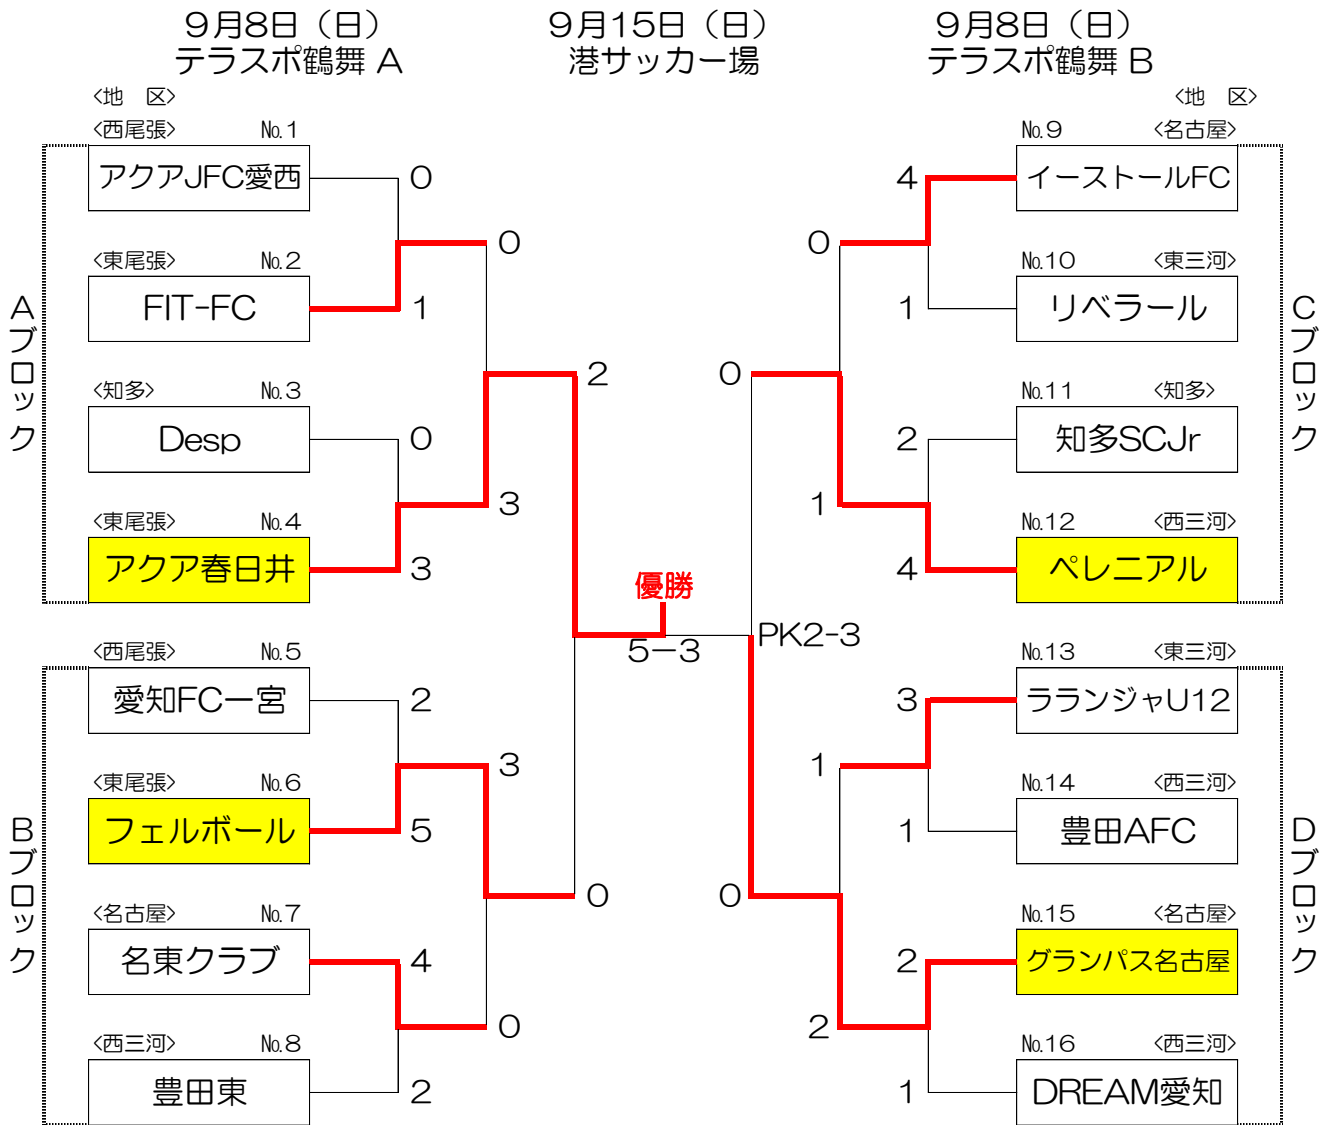 9月8日（日）
テラスポ鶴舞 A
9月15日（日）
港サッカー場
9月8日（日）
テラスポ鶴舞 B
<地　区>
<西尾張> No.1
アクアJFC愛西
0
0
<東尾張> No.2
FIT-FC
1
Aブロック
2
<知多> No.3
Desp
0
3
<東尾張> No.4
アクア春日井
3
<西尾張> No.5
愛知FC一宮
2
3
<東尾張> No.6
フェルボール
5
Bブロック
0
<名古屋> No.7
名東クラブ
4
0
<西三河> No.8
豊田東
2
優勝
5－3
PK2-3
<地　区>
No.9 <名古屋>
イーストールFC
4
0
No.10 <東三河>
リベラール
1
Cブロック
0
No.11 <知多>
知多SCJr
2
1
No.12 <西三河>
ペレニアル
4
No.13 <東三河>
ラランジャU12
3
1
No.14 <西三河>
豊田AFC
1
Dブロック
0
No.15 <名古屋>
グランパス名古屋
2
2
No.16 <西三河>
DREAM愛知
1